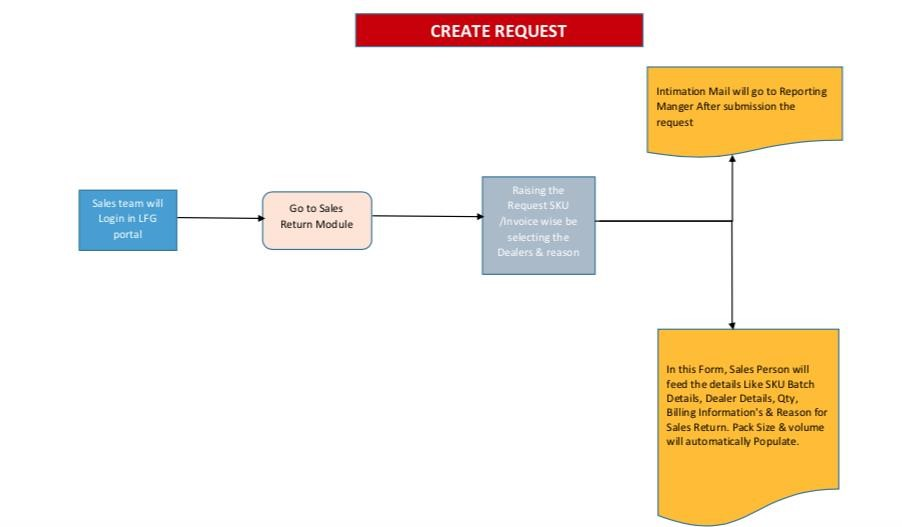 CREATE REQUEST
Intimation Mail will go to Reporting
Manger After submission the
request
Sales team will
Login in LFG
portal
Go to Sales
Return Module
Raising the
Request SKU
/Invoice wise be
selecting the
Dealers & reason
In this Form, Sales Person will
feed the details Like SKU Batch
Details, Dealer Details, Qty,
Billing Information's & Reason for
Sales Return. Pack Size & volume
will automatically Populate.